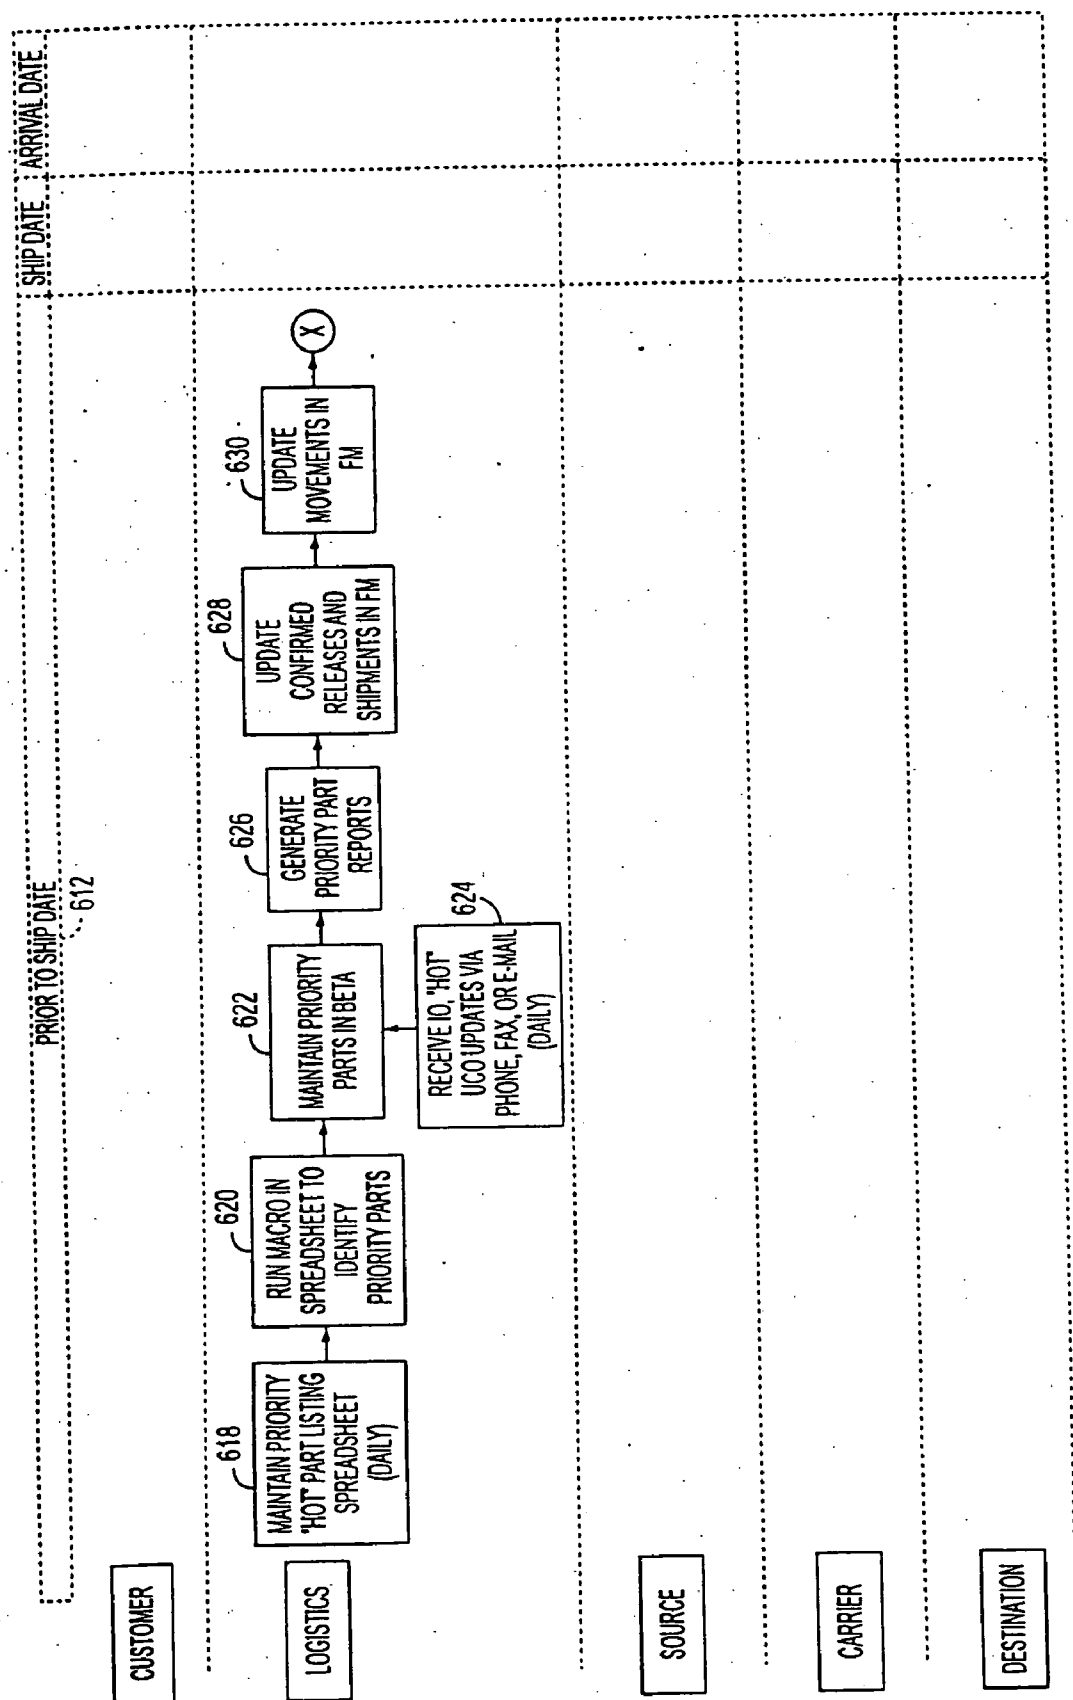 PRIOR TO SHIP DATE
SHIP DATE
ARRIVAL DATE
612
CUSTOMER
LOGISTICS
618
MAINTAIN PRIORITY
"HOT" PART LISTING
SPREADSHEET
(DAILY)
620
RUN MACRO IN
SPREADSHEET TO
IDENTIFY
PRIORITY PARTS
622
MAINTAIN PRIORITY
PARTS IN BETA
624
RECEIVE IO, "HOT"
UCO UPDATES VIA
PHONE, FAX, OR E-MAIL
(DAILY)
626
GENERATE
PRIORITY PART
REPORTS
628
UPDATE
CONFIRMED
RELEASES AND
SHIPMENTS IN FM
630
UPDATE
MOVEMENTS IN
FM
X
SOURCE
CARRIER
DESTINATION